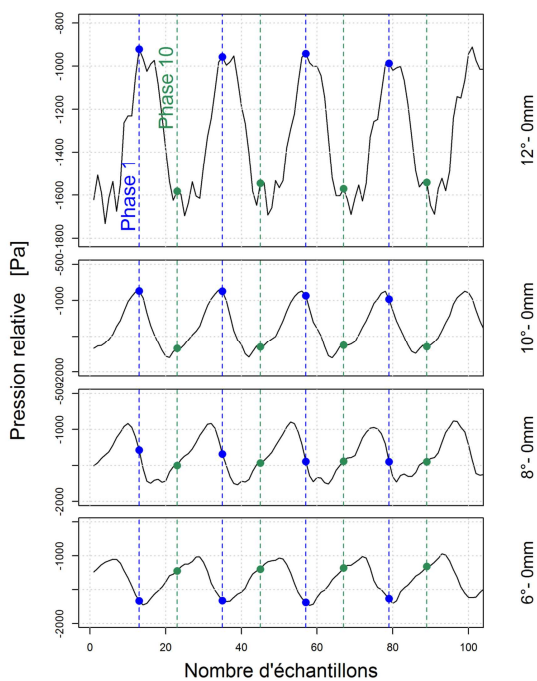 -800
-1000
-1200
-1400
-1600
-1800
Phase 1
Phase 10
12°- 0mm
-500
-1000
-2000
10°- 0mm
-500
-1000
-2000
8°- 0mm
-1000
-2000
6°- 0mm
Pression relative [Pa]
0
20
40
60
80
100
Nombre d'échantillons